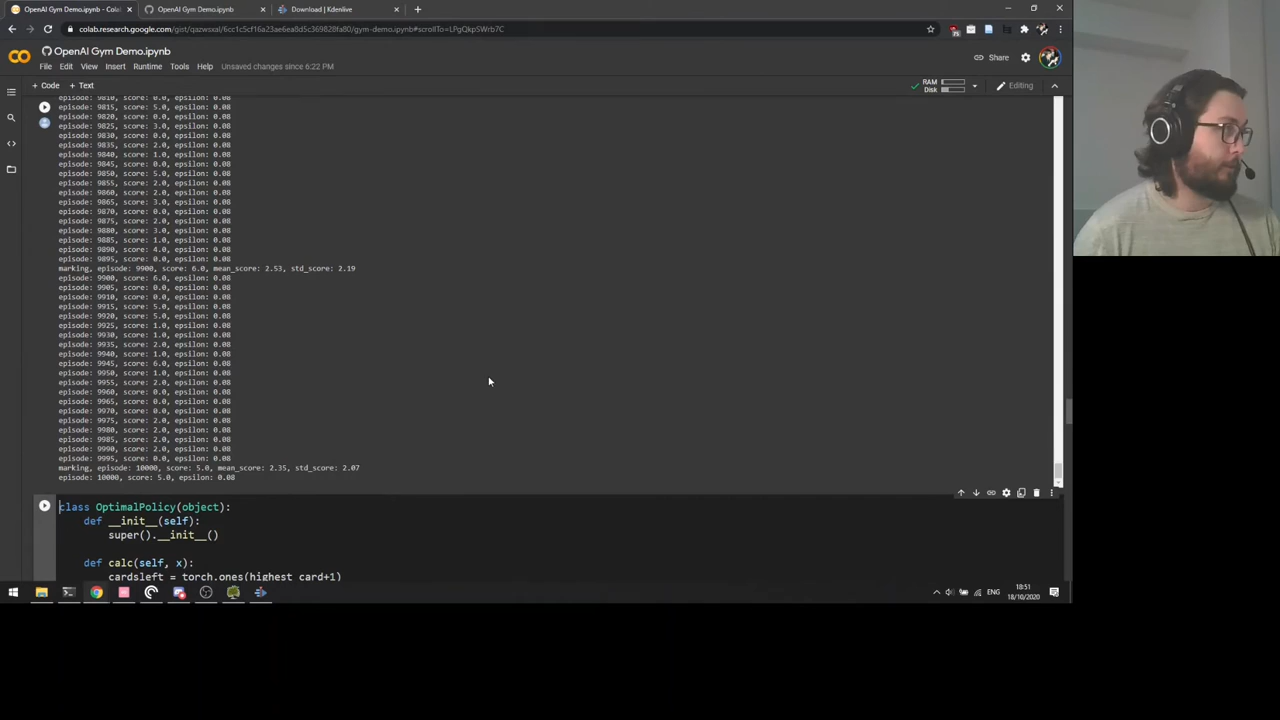 OpenAI Gym Demo.ipynb - Colab
OpenAI Gym Demo.ipynb
Download | Kdenlive
colab.research.google.com/gist/qazwsxal/6cc1c5cf16a23ae6ea8d5c369828fa80/gym-demo.ipynb#scrollTo=LPgQkpSWrb7C
OpenAI Gym Demo.ipynb
File Edit View Insert Runtime Tools Help Unsaved changes since 6:22 PM
Share
+ Code + Text
RAM
Disk
Editing
episode: 9810, score: 0.0, epsilon: 0.08
episode: 9815, score: 5.0, epsilon: 0.08
episode: 9820, score: 0.0, epsilon: 0.08
episode: 9825, score: 3.0, epsilon: 0.08
episode: 9830, score: 0.0, epsilon: 0.08
episode: 9835, score: 2.0, epsilon: 0.08
episode: 9840, score: 1.0, epsilon: 0.08
episode: 9845, score: 0.0, epsilon: 0.08
episode: 9850, score: 5.0, epsilon: 0.08
episode: 9855, score: 2.0, epsilon: 0.08
episode: 9860, score: 2.0, epsilon: 0.08
episode: 9865, score: 3.0, epsilon: 0.08
episode: 9870, score: 0.0, epsilon: 0.08
episode: 9875, score: 2.0, epsilon: 0.08
episode: 9880, score: 3.0, epsilon: 0.08
episode: 9885, score: 1.0, epsilon: 0.08
episode: 9890, score: 4.0, epsilon: 0.08
episode: 9895, score: 0.0, epsilon: 0.08
marking, episode: 9900, score: 6.0, mean_score: 2.53, std_score: 2.19
episode: 9900, score: 6.0, epsilon: 0.08
episode: 9905, score: 0.0, epsilon: 0.08
episode: 9910, score: 0.0, epsilon: 0.08
episode: 9915, score: 5.0, epsilon: 0.08
episode: 9920, score: 5.0, epsilon: 0.08
episode: 9925, score: 1.0, epsilon: 0.08
episode: 9930, score: 1.0, epsilon: 0.08
episode: 9935, score: 2.0, epsilon: 0.08
episode: 9940, score: 1.0, epsilon: 0.08
episode: 9945, score: 6.0, epsilon: 0.08
episode: 9950, score: 1.0, epsilon: 0.08
episode: 9955, score: 2.0, epsilon: 0.08
episode: 9960, score: 0.0, epsilon: 0.08
episode: 9965, score: 0.0, epsilon: 0.08
episode: 9970, score: 0.0, epsilon: 0.08
episode: 9975, score: 2.0, epsilon: 0.08
episode: 9980, score: 2.0, epsilon: 0.08
episode: 9985, score: 2.0, epsilon: 0.08
episode: 9990, score: 2.0, epsilon: 0.08
episode: 9995, score: 0.0, epsilon: 0.08
marking, episode: 10000, score: 5.0, mean_score: 2.35, std_score: 2.07
episode: 10000, score: 5.0, epsilon: 0.08
class OptimalPolicy(object):
def __init__(self):
super().__init__()
def calc(self, x):
cardsleft = torch.ones(highest_card+1)
ENG
18:51
18/10/2020